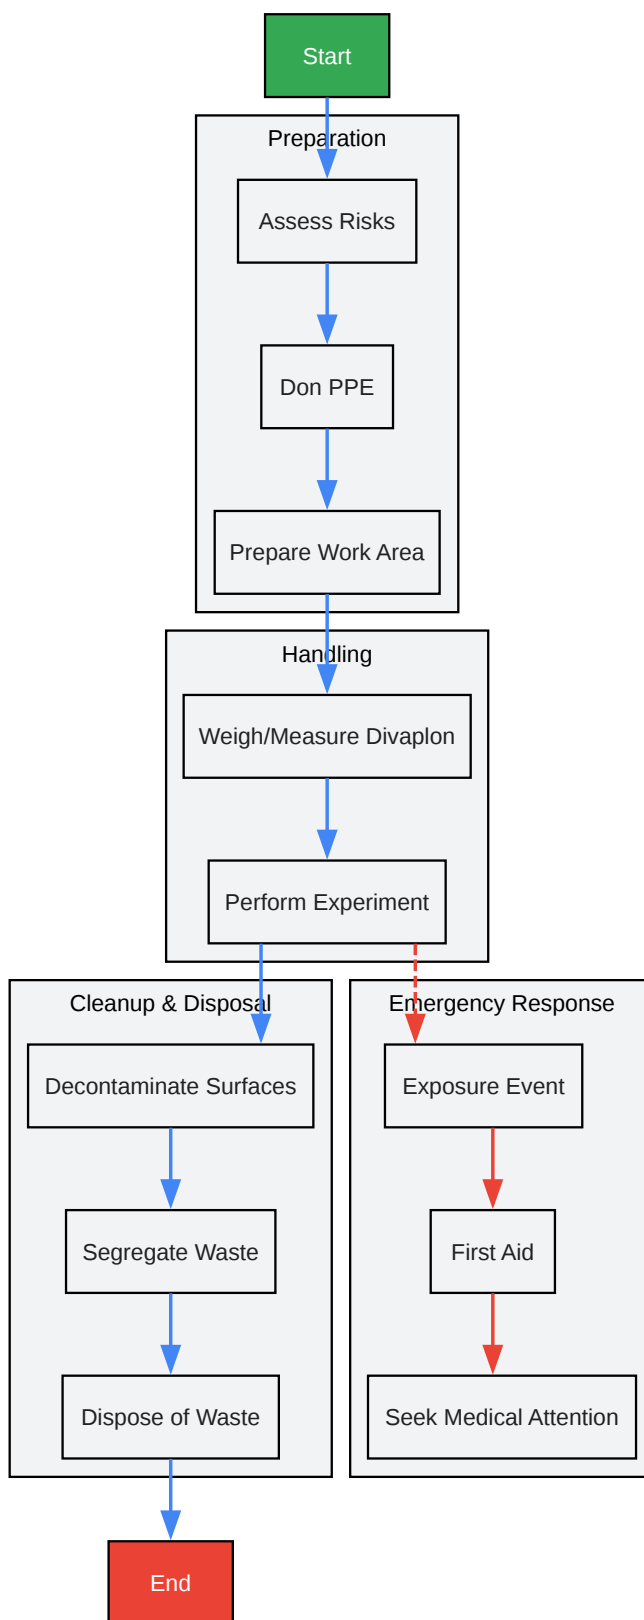 Start
Preparation
Assess Risks
Don PPE
Prepare Work Area
Handling
Weigh/Measure Divaplon
Perform Experiment
Cleanup & Disposal
Decontaminate Surfaces
Segregate Waste
Dispose of Waste
Emergency Response
Exposure Event
First Aid
Seek Medical Attention
End